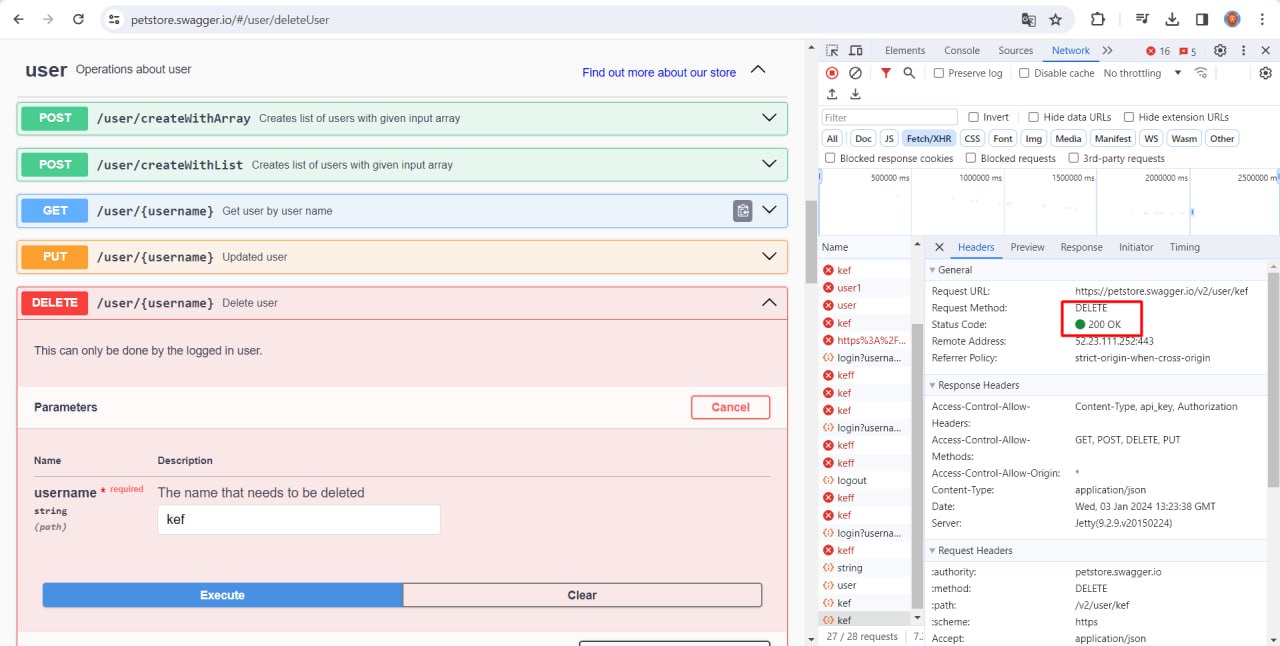 petstore.swagger.io/#/user/deleteUser
user Operations about user
Find out more about our store
POST /user/createWithArray Creates list of users with given input array
POST /user/createWithList Creates list of users with given input array
GET /user/{username} Get user by user name
PUT /user/{username} Updated user
DELETE /user/{username} Delete user
This can only be done by the logged in user.
Parameters
Cancel
Name Description
username * required
string
(path)
The name that needs to be deleted
kef
Execute
Clear
Elements Console Sources Network 16 5
Preserve log Disable cache No throttling
Filter Invert Hide data URLs Hide extension URLs
All Doc JS Fetch/XHR CSS Font Img Media Manifest WS Wasm Other
Blocked response cookies Blocked requests 3rd-party requests
500000 ms 1000000 ms 1500000 ms 2000000 ms 2500000 ms
Name
kef
user1
user
kef
https%3A%2F...
login?userna...
keff
kef
kef
login?userna...
keff
keff
logout
keff
kef
login?userna...
keff
string
user
kef
kef
27 / 28 requests 7.
Headers Preview Response Initiator Timing
General
Request URL: https://petstore.swagger.io/v2/user/kef
Request Method: DELETE
Status Code: 200 OK
Remote Address: 52.23.111.252:443
Referrer Policy: strict-origin-when-cross-origin
Response Headers
Access-Control-Allow-Headers: Content-Type, api_key, Authorization
Access-Control-Allow-Methods: GET, POST, DELETE, PUT
Access-Control-Allow-Origin: *
Content-Type: application/json
Date: Wed, 03 Jan 2024 13:23:38 GMT
Server: Jetty(9.2.9.v20150224)
Request Headers
:authority: petstore.swagger.io
:method: DELETE
:path: /v2/user/kef
:scheme: https
Accept: application/json